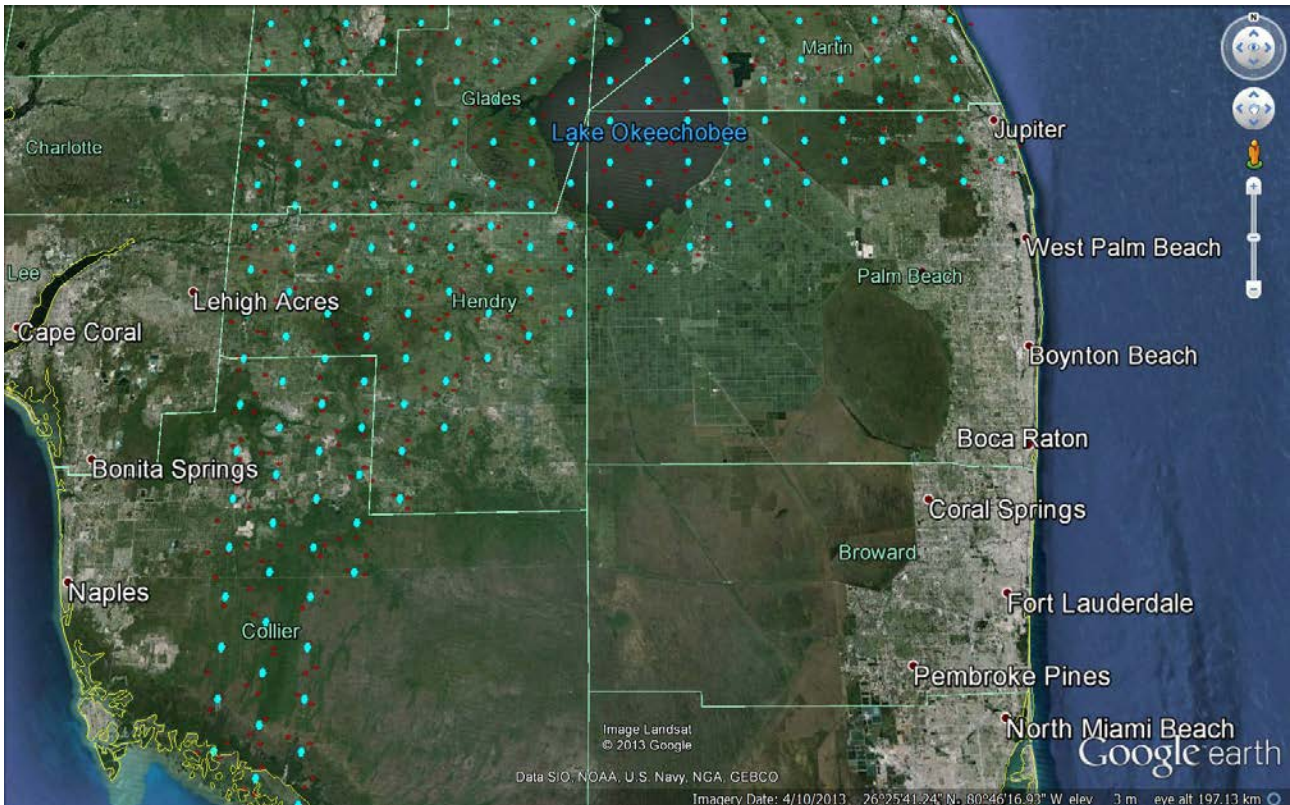 N
Martin
Glades
Lake Okeechobee
Jupiter
Charlotte
West Palm Beach
Lee
Palm Beach
Lehigh Acres
Hendry
Cape Coral
Boynton Beach
Boca Raton
Bonita Springs
Coral Springs
Broward
Naples
Fort Lauderdale
Collier
Pembroke Pines
North Miami Beach
Image Landsat
© 2013 Google
Google earth
Data SIO, NOAA, U.S. Navy, NGA, GEBCO
Imagery Date: 4/10/2013 26°25'41.24" N 80°46'16.93" W elev 3 m eye alt 197.13 km